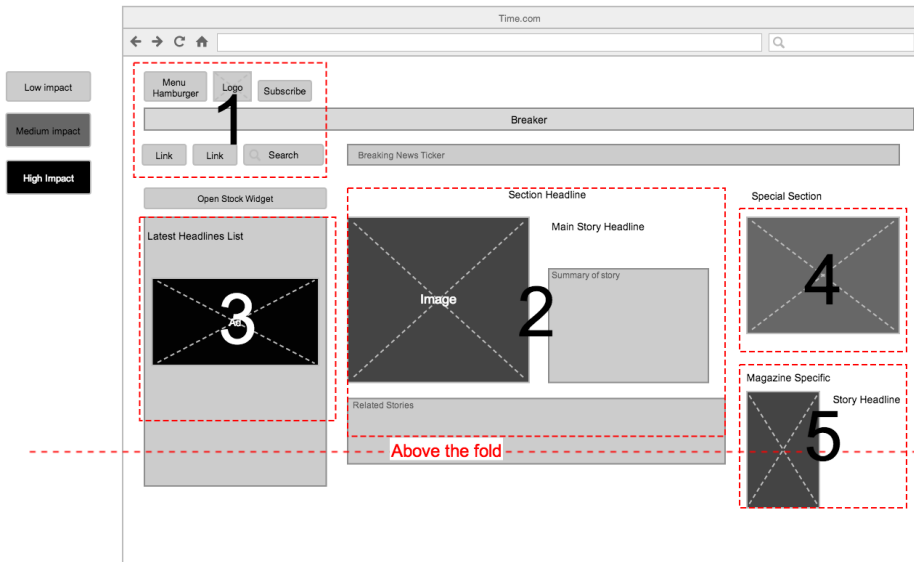 Time.com
Low impact
Medium impact
High Impact
Menu
Hamburger
Logo
Subscribe
1
Breaker
Link
Link
Search
Breaking News Ticker
Open Stock Widget
Latest Headlines List
Ad
3
Section Headline
Main Story Headline
Image
2
Summary of story
Related Stories
Special Section
4
Magazine Specific
Story Headline
5
Above the fold